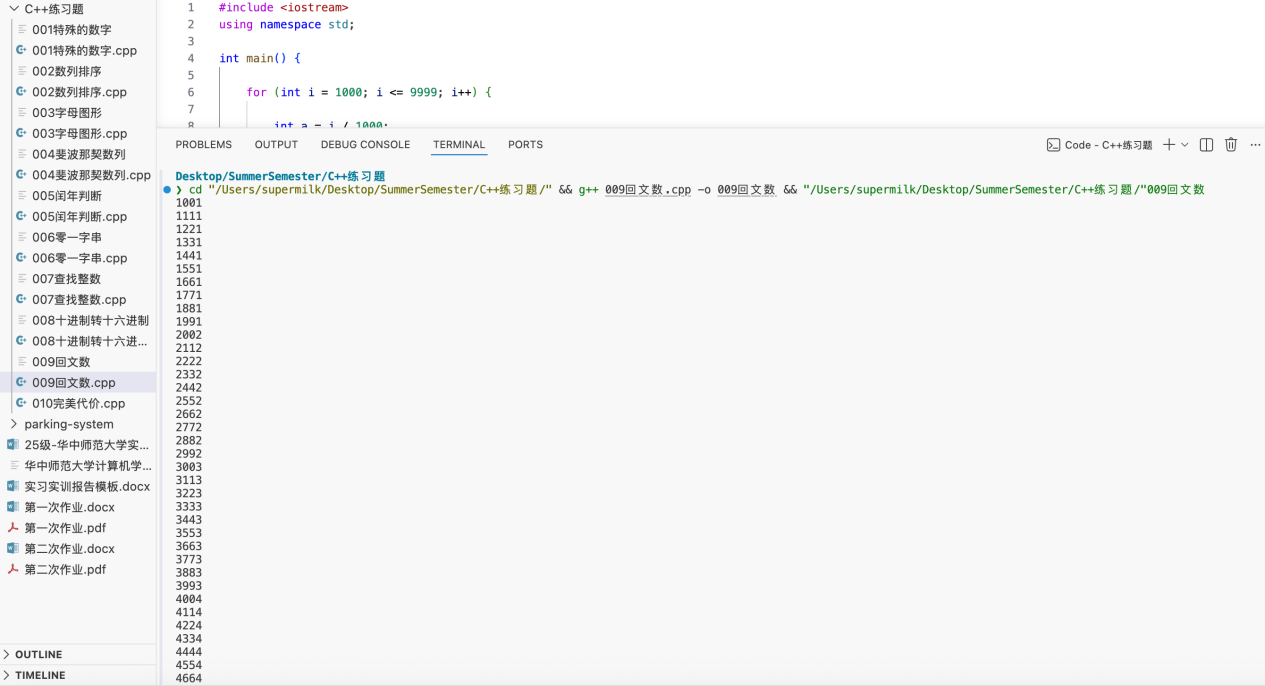 C++练习题
001特殊的数字
001特殊的数字.cpp
002数列排序
002数列排序.cpp
003字母图形
003字母图形.cpp
004斐波那契数列
004斐波那契数列.cpp
005闰年判断
005闰年判断.cpp
006零一字串
006零一字串.cpp
007查找整数
007查找整数.cpp
008十进制转十六进制
008十进制转十六进...
009回文数
009回文数.cpp
010完美代价.cpp
parking-system
25级-华中师范大学实...
华中师范大学计算机学...
实习实训报告模板.docx
第一次作业.docx
第一次作业.pdf
第二次作业.docx
第二次作业.pdf
OUTLINE
TIMELINE
1 #include <iostream>
2 using namespace std;
3
4 int main() {
5
6 for (int i = 1000; i <= 9999; i++) {
7
8 int a = i / 1000;
PROBLEMS OUTPUT DEBUG CONSOLE TERMINAL PORTS Code - C++练习题
Desktop/SummerSemester/C++练习题
❯ cd "/Users/supermilk/Desktop/SummerSemester/C++练习题/" && g++ 009回文数.cpp -o 009回文数 && "/Users/supermilk/Desktop/SummerSemester/C++练习题/"009回文数
1001
1111
1221
1331
1441
1551
1661
1771
1881
1991
2002
2112
2222
2332
2442
2552
2662
2772
2882
2992
3003
3113
3223
3333
3443
3553
3663
3773
3883
3993
4004
4114
4224
4334
4444
4554
4664